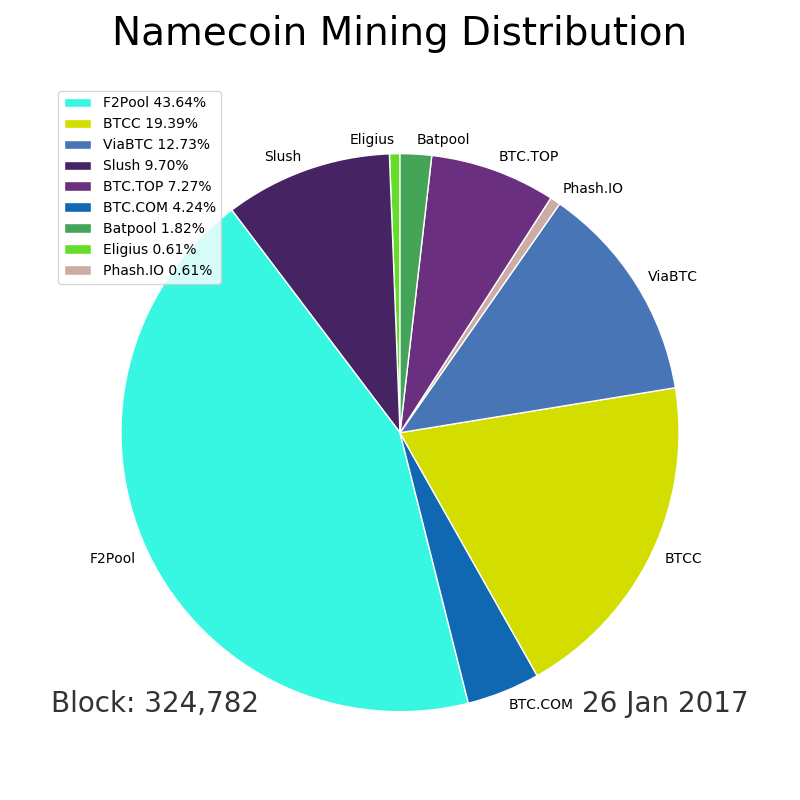 Namecoin Mining Distribution
F2Pool 43.64%
BTCC 19.39%
ViaBTC 12.73%
Slush 9.70%
BTC.TOP 7.27%
BTC.COM 4.24%
Batpool 1.82%
Eligius 0.61%
Phash.IO 0.61%
Eligius
Batpool
Slush
BTC.TOP
Phash.IO
ViaBTC
F2Pool
BTCC
Block: 324,782
BTC.COM
26 Jan 2017